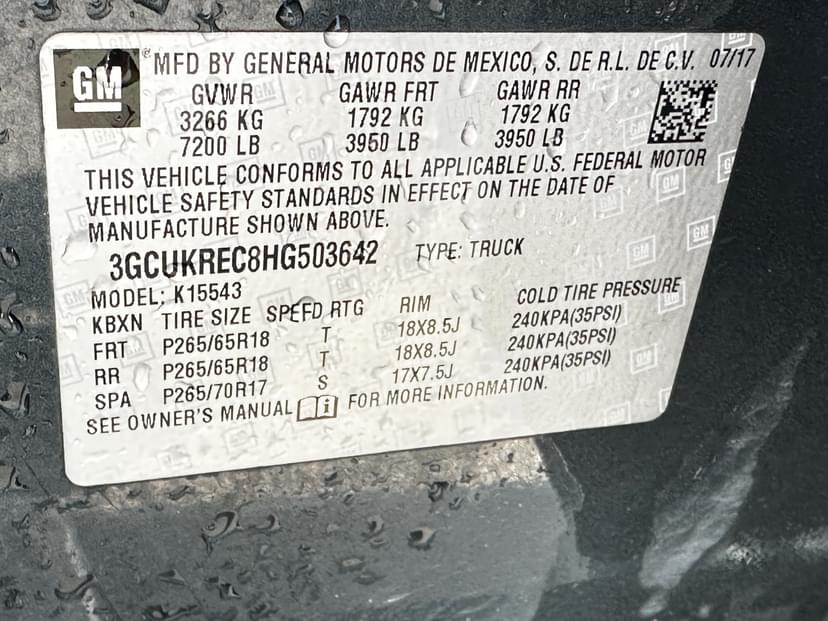 GM ® MFD BY GENERAL MOTORS DE MEXICO, S. DE R.L. DE C.V. 07/17
GVWR GAWR FRT GAWR RR
3266 KG 1792 KG 1792 KG
7200 LB 3950 LB 3950 LB
THIS VEHICLE CONFORMS TO ALL APPLICABLE U.S. FEDERAL MOTOR
VEHICLE SAFETY STANDARDS IN EFFECT ON THE DATE OF
MANUFACTURE SHOWN ABOVE.
3GCUKREC8HG503642 TYPE: TRUCK
MODEL: K15543
KBXN TIRE SIZE SPEED RTG RIM COLD TIRE PRESSURE
FRT P265/65R18 T 18X8.5J 240KPA(35PSI)
RR P265/65R18 T 18X8.5J 240KPA(35PSI)
SPA P265/70R17 S 17X7.5J 240KPA(35PSI)
SEE OWNER'S MANUAL i FOR MORE INFORMATION.